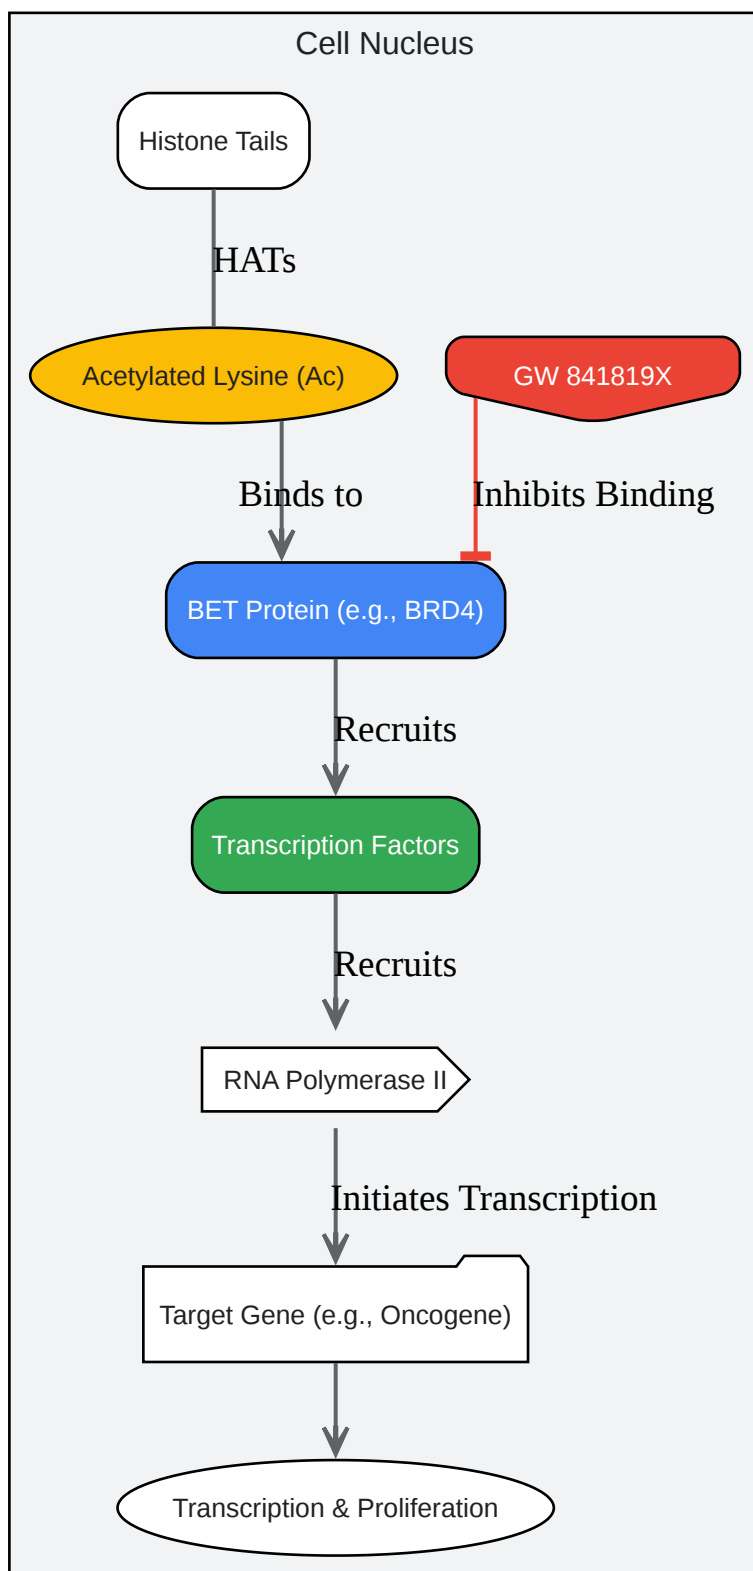 Cell Nucleus
Histone Tails
HATs
Acetylated Lysine (Ac)
GW 841819X
Binds to
Inhibits Binding
BET Protein (e.g., BRD4)
Recruits
Transcription Factors
Recruits
RNA Polymerase II
Initiates Transcription
Target Gene (e.g., Oncogene)
Transcription & Proliferation